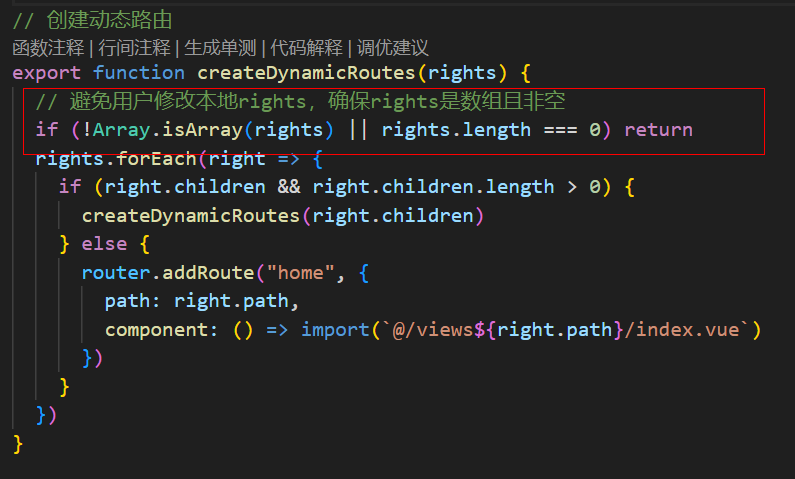 // 创建动态路由
函数注释 | 行间注释 | 生成单测 | 代码解释 | 调优建议
export function createDynamicRoutes(rights) {
  // 避免用户修改本地rights，确保rights是数组且非空
  if (!Array.isArray(rights) || rights.length === 0) return
  rights.forEach(right => {
    if (right.children && right.children.length > 0) {
      createDynamicRoutes(right.children)
    } else {
      router.addRoute("home", {
        path: right.path,
        component: () => import(`@/views${right.path}/index.vue`)
      })
    }
  })
}